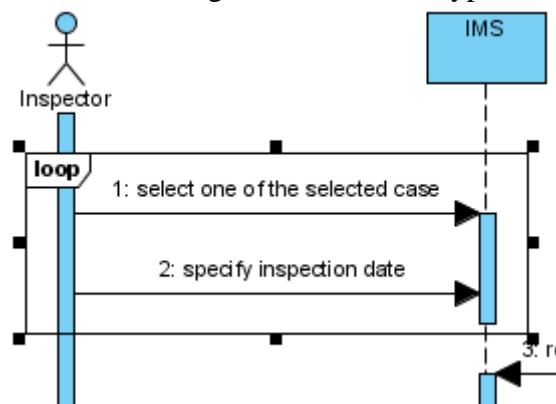 IMS
Inspector
loop
1: select one of the selected case
2: specify inspection date